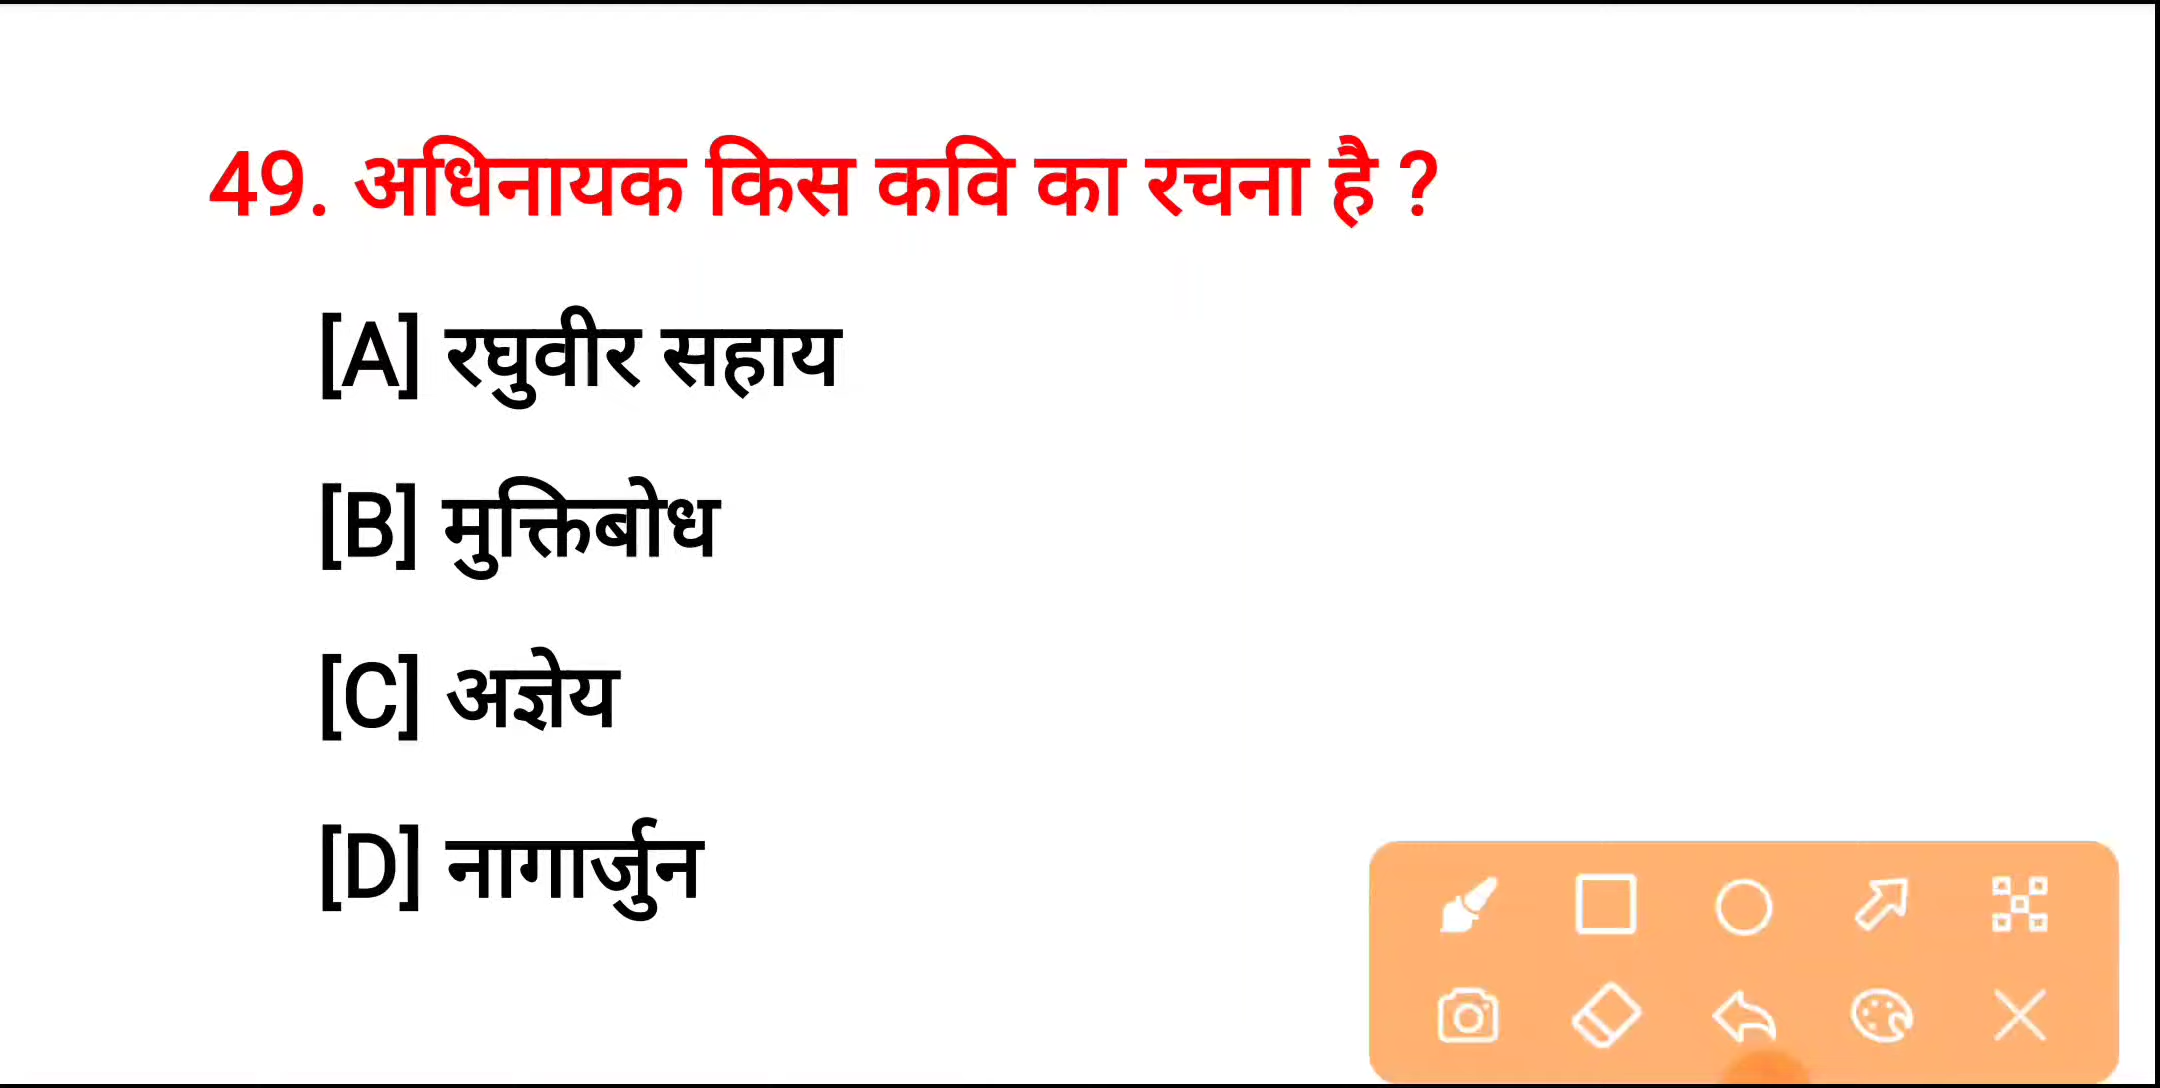 49. अधिनायक किस कवि का रचना है ?
[A] रघुवीर सहाय
[B] मुक्तिबोध
[C] अज्ञेय
[D] नागार्जुन